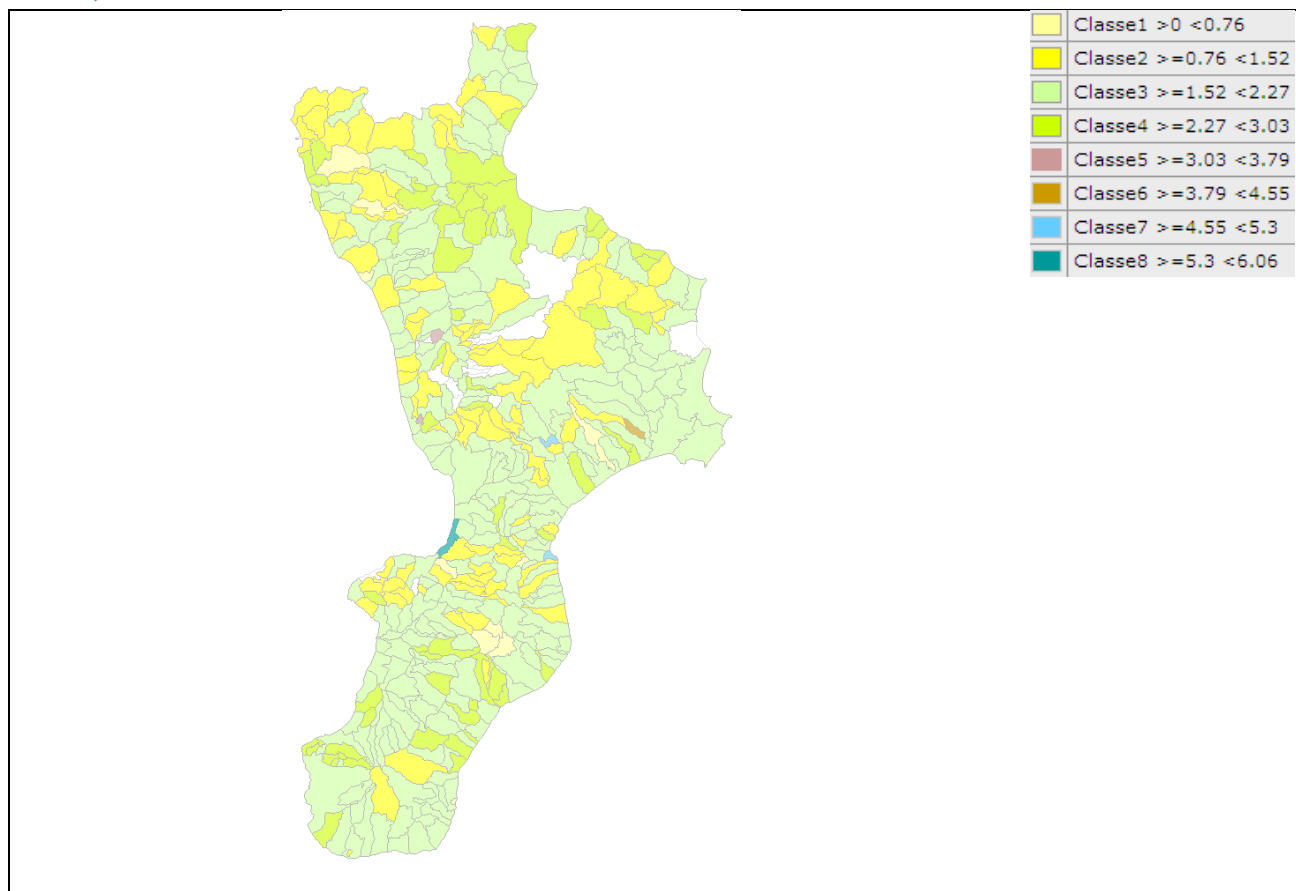 Classe1 >0 <0.76
Classe2 >=0.76 <1.52
Classe3 >=1.52 <2.27
Classe4 >=2.27 <3.03
Classe5 >=3.03 <3.79
Classe6 >=3.79 <4.55
Classe7 >=4.55 <5.3
Classe8 >=5.3 <6.06